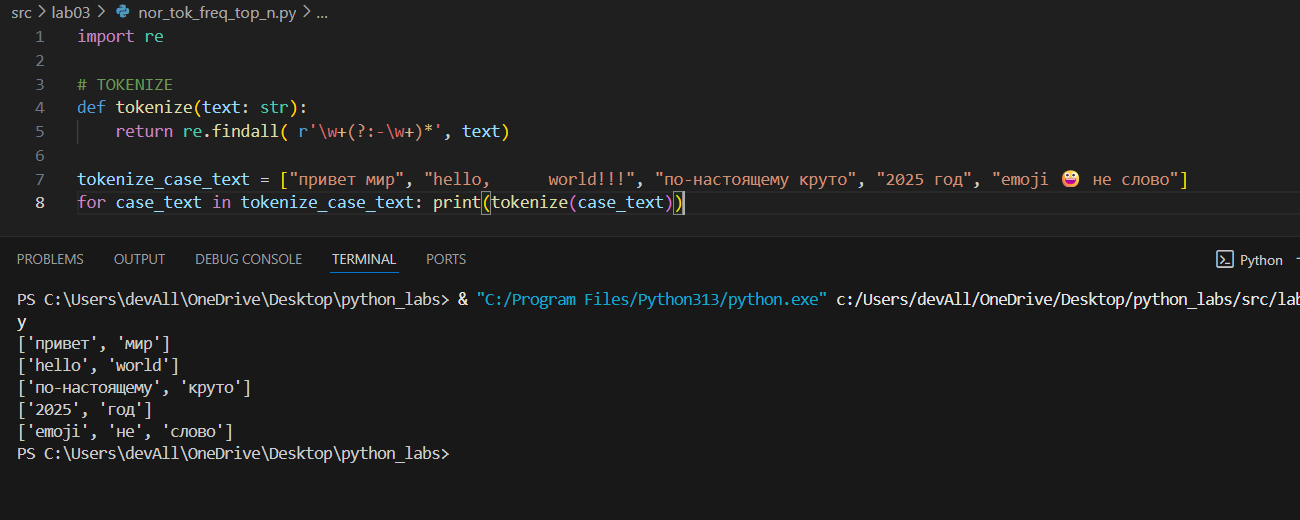 src > lab03 > nor_tok_freq_top_n.py > ...
1 import re
2
3 # TOKENIZE
4 def tokenize(text: str):
5     return re.findall( r'\w+(?:-\w+)*', text)
6
7 tokenize_case_text = ["привет мир", "hello,      world!!!", "по-настоящему круто", "2025 год", "emoji 😀 не слово"]
8 for case_text in tokenize_case_text: print(tokenize(case_text))
PROBLEMS OUTPUT DEBUG CONSOLE TERMINAL PORTS Python
PS C:\Users\devAll\OneDrive\Desktop\python_labs> & "C:/Program Files/Python313/python.exe" c:/Users/devAll/OneDrive/Desktop/python_labs/src/lab
y
['привет', 'мир']
['hello', 'world']
['по-настоящему', 'круто']
['2025', 'год']
['emoji', 'не', 'слово']
PS C:\Users\devAll\OneDrive\Desktop\python_labs>